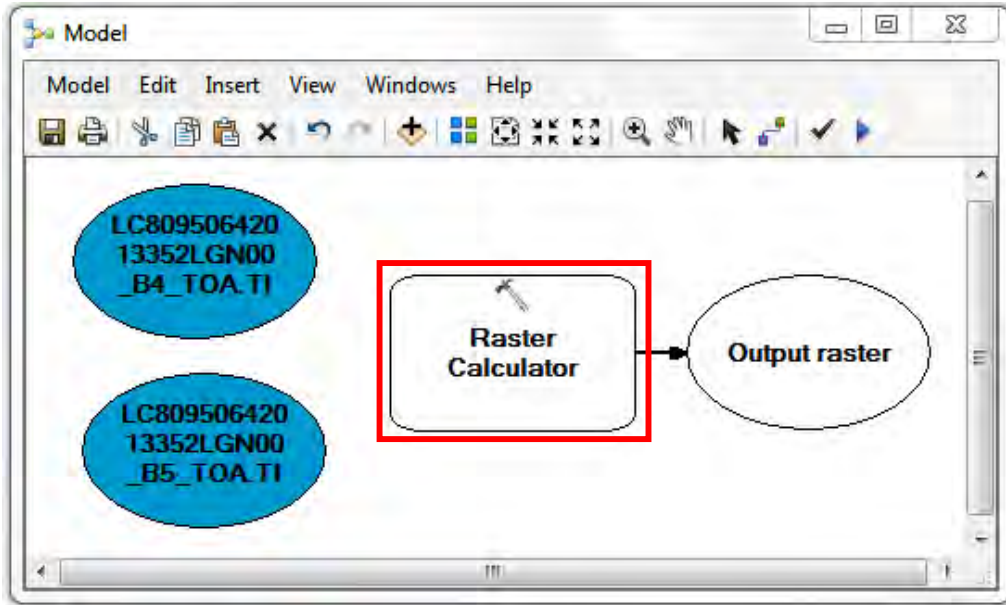 Model
Model Edit Insert View Windows Help
LC809506420
13352LGN00
_B4_TOA.TI
Raster
Calculator
Output raster
LC809506420
13352LGN00
_B5_TOA.TI